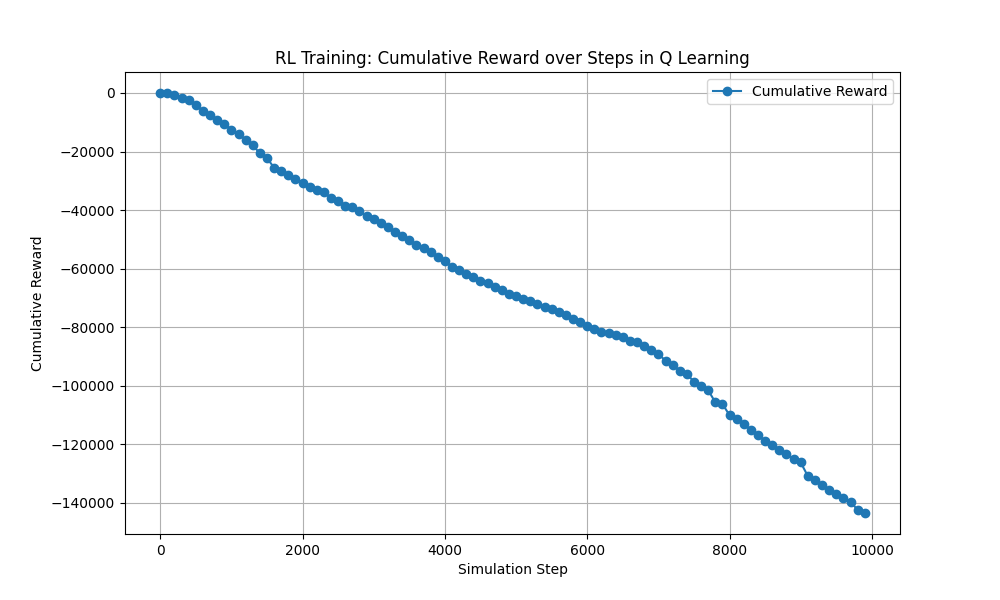 RL Training: Cumulative Reward over Steps in Q Learning
Cumulative Reward
0
−20000
−40000
−60000
−80000
−100000
−120000
−140000
Cumulative Reward
0 2000 4000 6000 8000 10000
Simulation Step